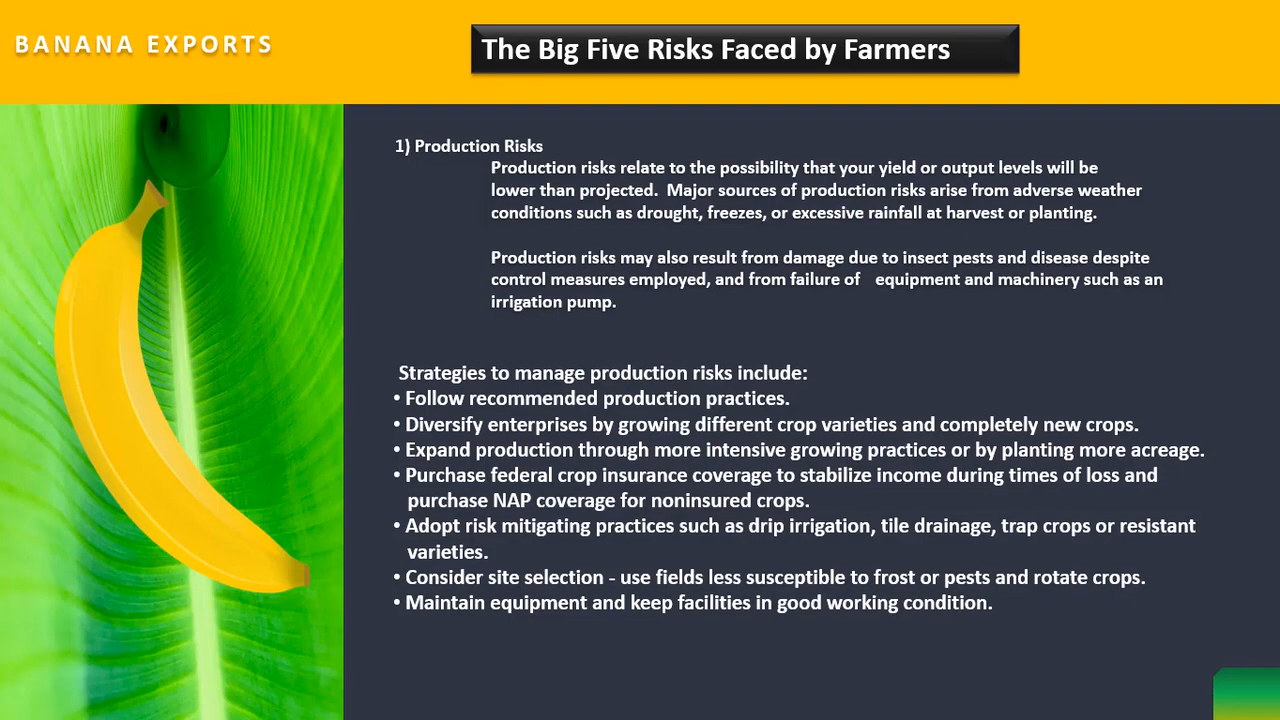 BANANA EXPORTS
The Big Five Risks Faced by Farmers
1) Production Risks
Production risks relate to the possibility that your yield or output levels will be
lower than projected.  Major sources of production risks arise from adverse weather
conditions such as drought, freezes, or excessive rainfall at harvest or planting.
Production risks may also result from damage due to insect pests and disease despite
control measures employed, and from failure of   equipment and machinery such as an
irrigation pump.
Strategies to manage production risks include:
• Follow recommended production practices.
• Diversify enterprises by growing different crop varieties and completely new crops.
• Expand production through more intensive growing practices or by planting more acreage.
• Purchase federal crop insurance coverage to stabilize income during times of loss and
purchase NAP coverage for noninsured crops.
• Adopt risk mitigating practices such as drip irrigation, tile drainage, trap crops or resistant
varieties.
• Consider site selection - use fields less susceptible to frost or pests and rotate crops.
• Maintain equipment and keep facilities in good working condition.